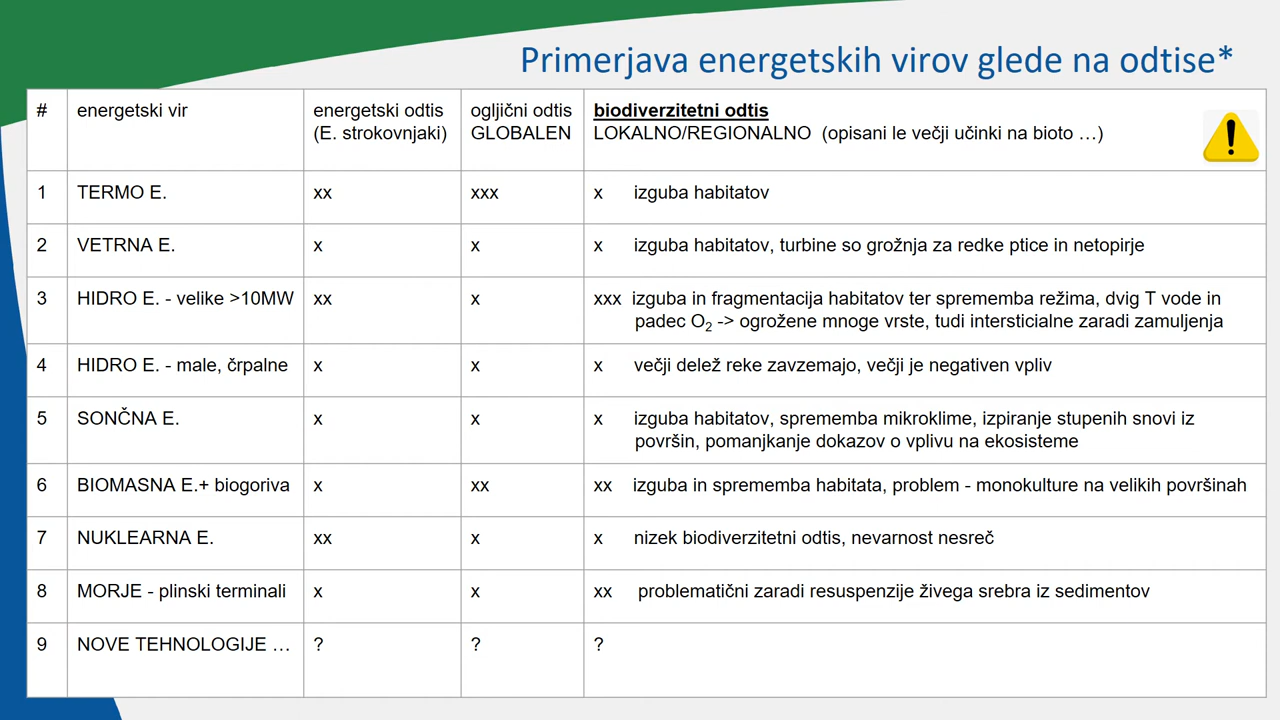 Primerjava energetskih virov glede na odtise*
# energetski vir energetski odtis ogljični odtis biodiverzitetni odtis
(E. strokovnjaki) GLOBALEN LOKALNO/REGIONALNO (opisani le večji učinki na bioto …)
1 TERMO E. xx xxx x izguba habitatov
2 VETRNA E. x x x izguba habitatov, turbine so grožnja za redke ptice in netopirje
3 HIDRO E. - velike >10MW xx x xxx izguba in fragmentacija habitatov ter sprememba režima, dvig T vode in
padec O2 -> ogrožene mnoge vrste, tudi intersticialne zaradi zamuljenja
4 HIDRO E. - male, črpalne x x x večji delež reke zavzemajo, večji je negativen vpliv
5 SONČNA E. x x x izguba habitatov, sprememba mikroklime, izpiranje stupenih snovi iz
površin, pomanjkanje dokazov o vplivu na ekosisteme
6 BIOMASNA E.+ biogoriva x xx xx izguba in sprememba habitata, problem - monokulture na velikih površinah
7 NUKLEARNA E. xx x x nizek biodiverzitetni odtis, nevarnost nesreč
8 MORJE - plinski terminali x x xx problematični zaradi resuspenzije živega srebra iz sedimentov
9 NOVE TEHNOLOGIJE … ? ? ?